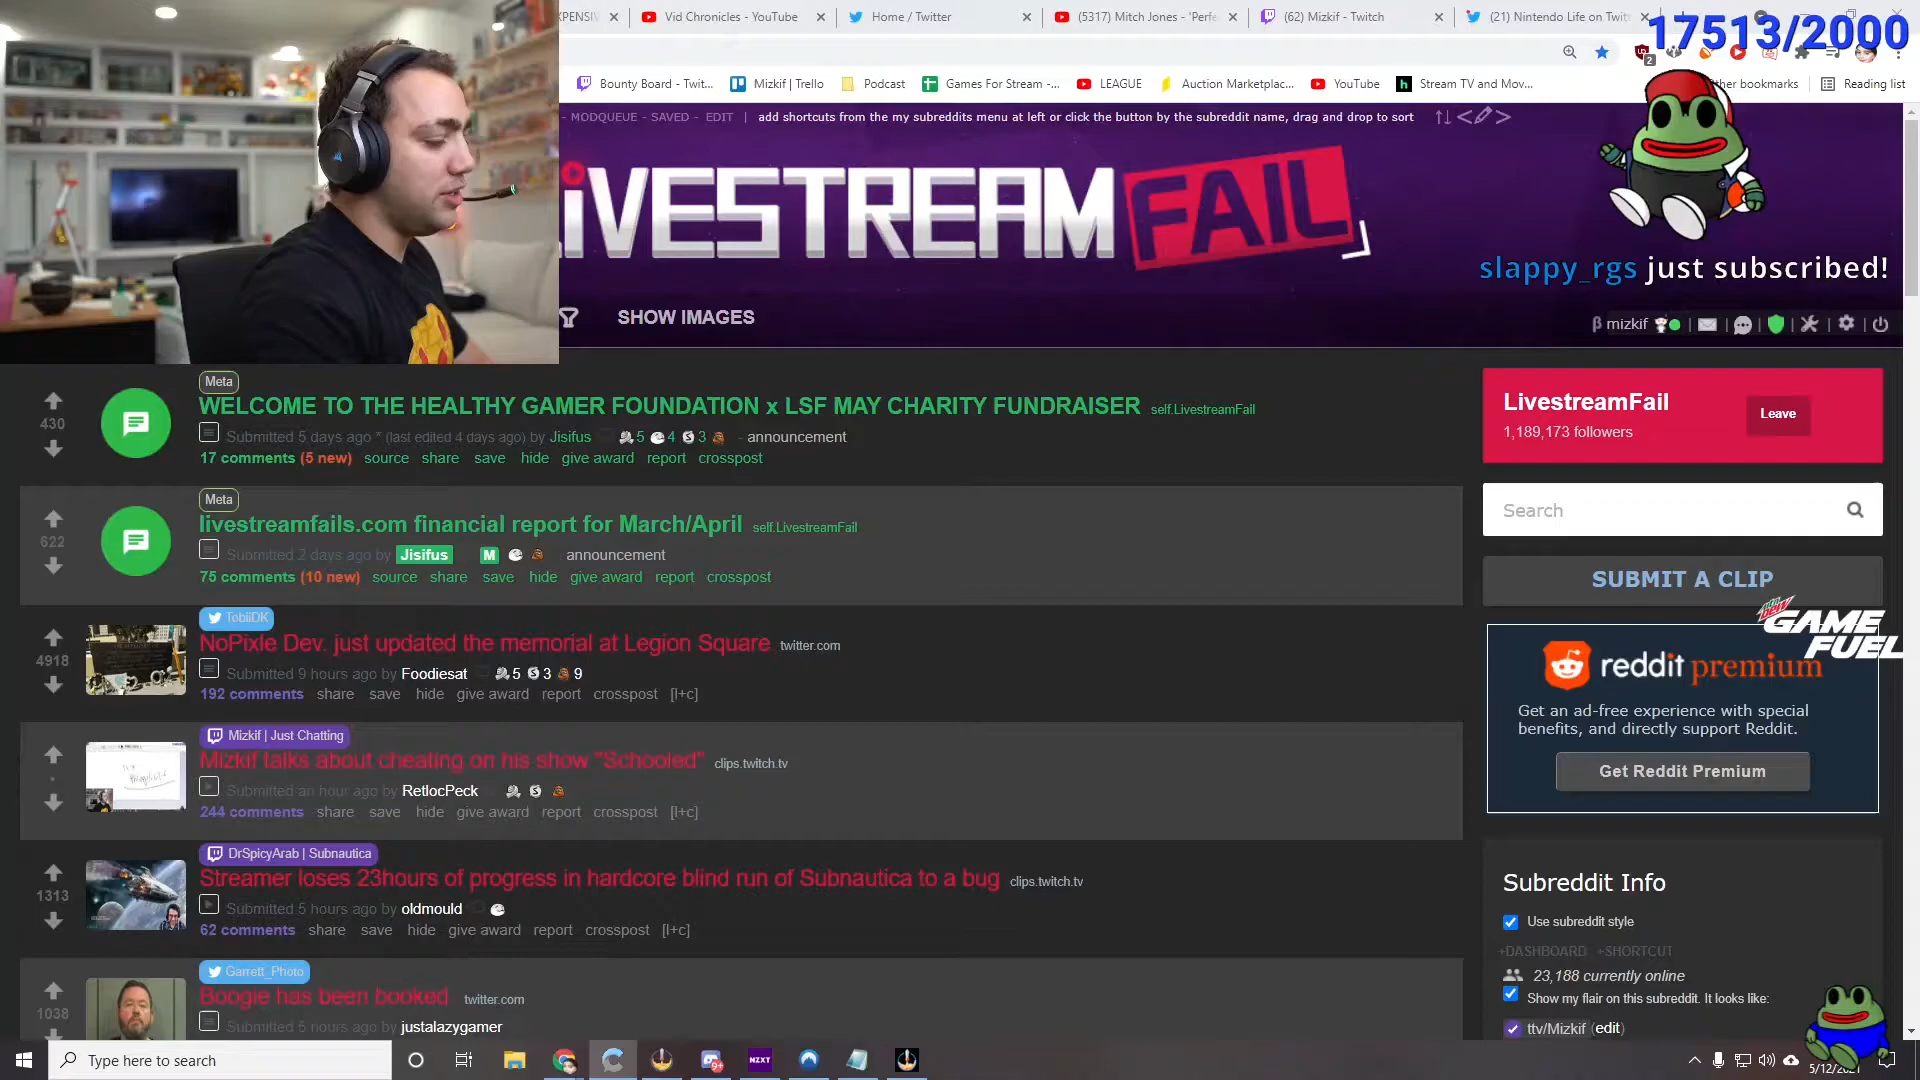 XPENSIV
Vid Chronicles - YouTube
Home / Twitter
(5317) Mitch Jones - 'Perfe
(62) Mizkif - Twitch
(21) Nintendo Life on Twitt
17513/2000
2
Bounty Board - Twit...
Mizkif | Trello
Podcast
Games For Stream -...
LEAGUE
Auction Marketplac...
YouTube
Stream TV and Mov...
ther bookmarks
Reading list
- MODQUEUE - SAVED - EDIT | add shortcuts from the my subreddits menu at left or click the button by the subreddit name, drag and drop to sort
LIVESTREAM FAIL
slappy_rgs just subscribed!
SHOW IMAGES
β mizkif
Meta
430
WELCOME TO THE HEALTHY GAMER FOUNDATION x LSF MAY CHARITY FUNDRAISER self.LivestreamFail
Submitted 5 days ago * (last edited 4 days ago) by Jisifus 5 4 3 - announcement
17 comments (5 new) source share save hide give award report crosspost
Meta
622
livestreamfails.com financial report for March/April self.LivestreamFail
Submitted 2 days ago by Jisifus M announcement
75 comments (10 new) source share save hide give award report crosspost
TobiiDK
4918
NoPixle Dev. just updated the memorial at Legion Square twitter.com
Submitted 9 hours ago by Foodiesat 5 3 9
192 comments share save hide give award report crosspost [l+c]
Mizkif | Just Chatting
•
Mizkif talks about cheating on his show "Schooled" clips.twitch.tv
Submitted an hour ago by RetlocPeck
244 comments share save hide give award report crosspost [l+c]
DrSpicyArab | Subnautica
1313
Streamer loses 23hours of progress in hardcore blind run of Subnautica to a bug clips.twitch.tv
Submitted 5 hours ago by oldmould
62 comments share save hide give award report crosspost [l+c]
Garrett_Photo
1038
Boogie has been booked twitter.com
Submitted 5 hours ago by justalazygamer
LivestreamFail
1,189,173 followers
Leave
Search
SUBMIT A CLIP
GAME FUEL
reddit premium
Get an ad-free experience with special
benefits, and directly support Reddit.
Get Reddit Premium
Subreddit Info
Use subreddit style
+DASHBOARD +SHORTCUT
23,188 currently online
Show my flair on this subreddit. It looks like:
ttv/Mizkif (edit)
Type here to search
9+
NZXT
5/12/2021